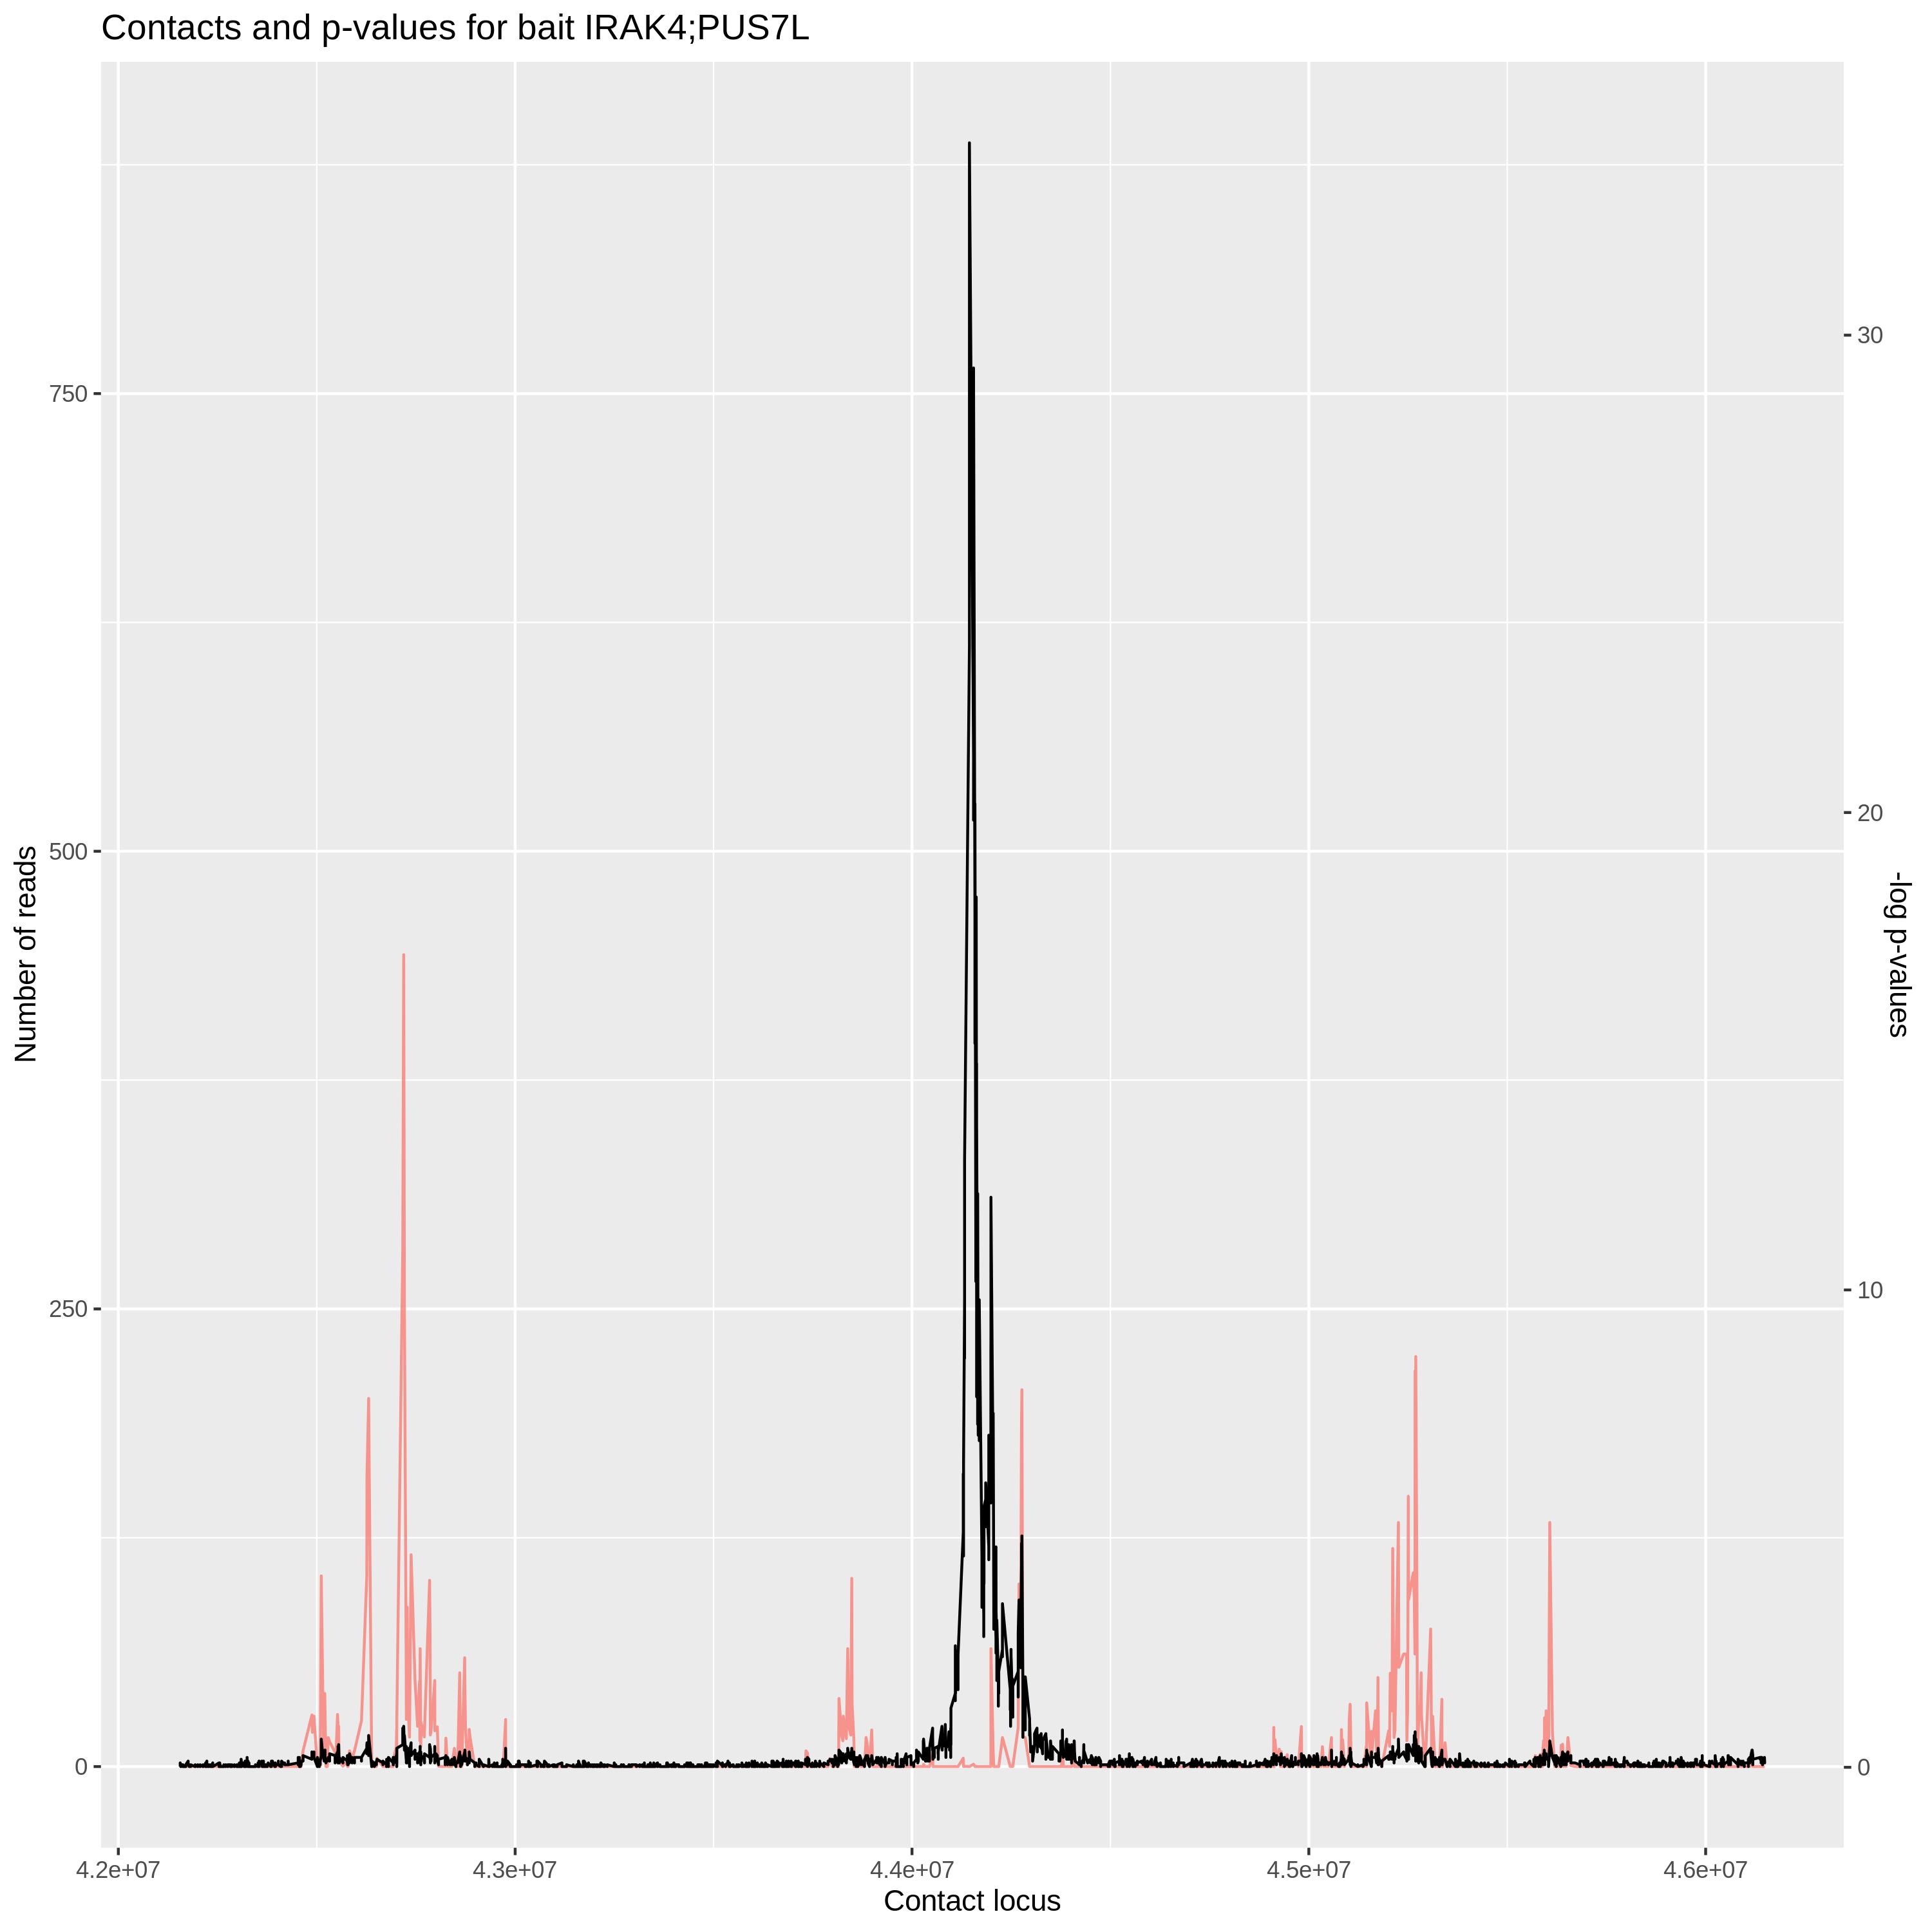 Contacts and p-values for bait IRAK4;PUS7L
Number of reads
750
500
250
0
30
20
10
0
-log p-values
4.2e+07 4.3e+07 4.4e+07 4.5e+07 4.6e+07
Contact locus